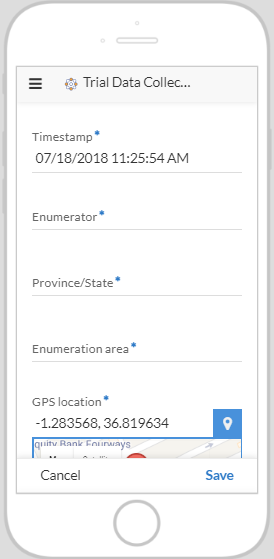 Trial Data Collec...
Timestamp*
07/18/2018 11:25:54 AM
Enumerator*
Province/State*
Enumeration area*
GPS location*
-1.283568, 36.819634
quity Bank Fourways
Cancel Save